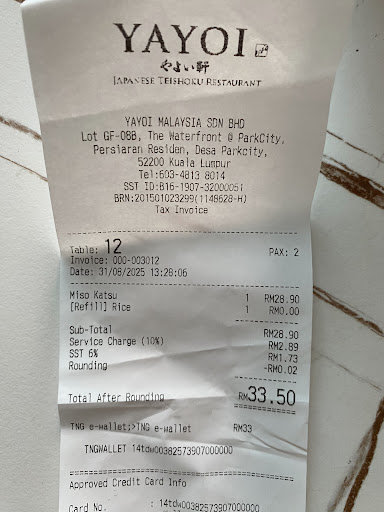 YAYOI
やよい軒
JAPANESE TEISHOKU RESTAURANT
YAYOI MALAYSIA SDN BHD
Lot GF-08B, The Waterfront @ ParkCity,
Persiaran Residen, Desa Parkcity,
52200 Kuala Lumpur
Tel:603-4813 8014
SST ID:B16-1907-32000051
BRN:201501023299(1148628-H)
Tax Invoice
Table: 12 PAX: 2
Invoice: 000-003012
Date: 31/08/2025 13:28:06
Miso Katsu 1 RM28.90
[Refill] Rice 1 RM0.00
Sub-Total RM28.90
Service Charge (10%) RM2.89
SST 6% RM1.73
Rounding -RM0.02
Total After Rounding RM33.50
TNG e-wallet;>TNG e-wallet RM33
TNGWALLET 14tdw00382573907000000
Approved Credit Card Info
Card No. : 14tdw00382573907000000